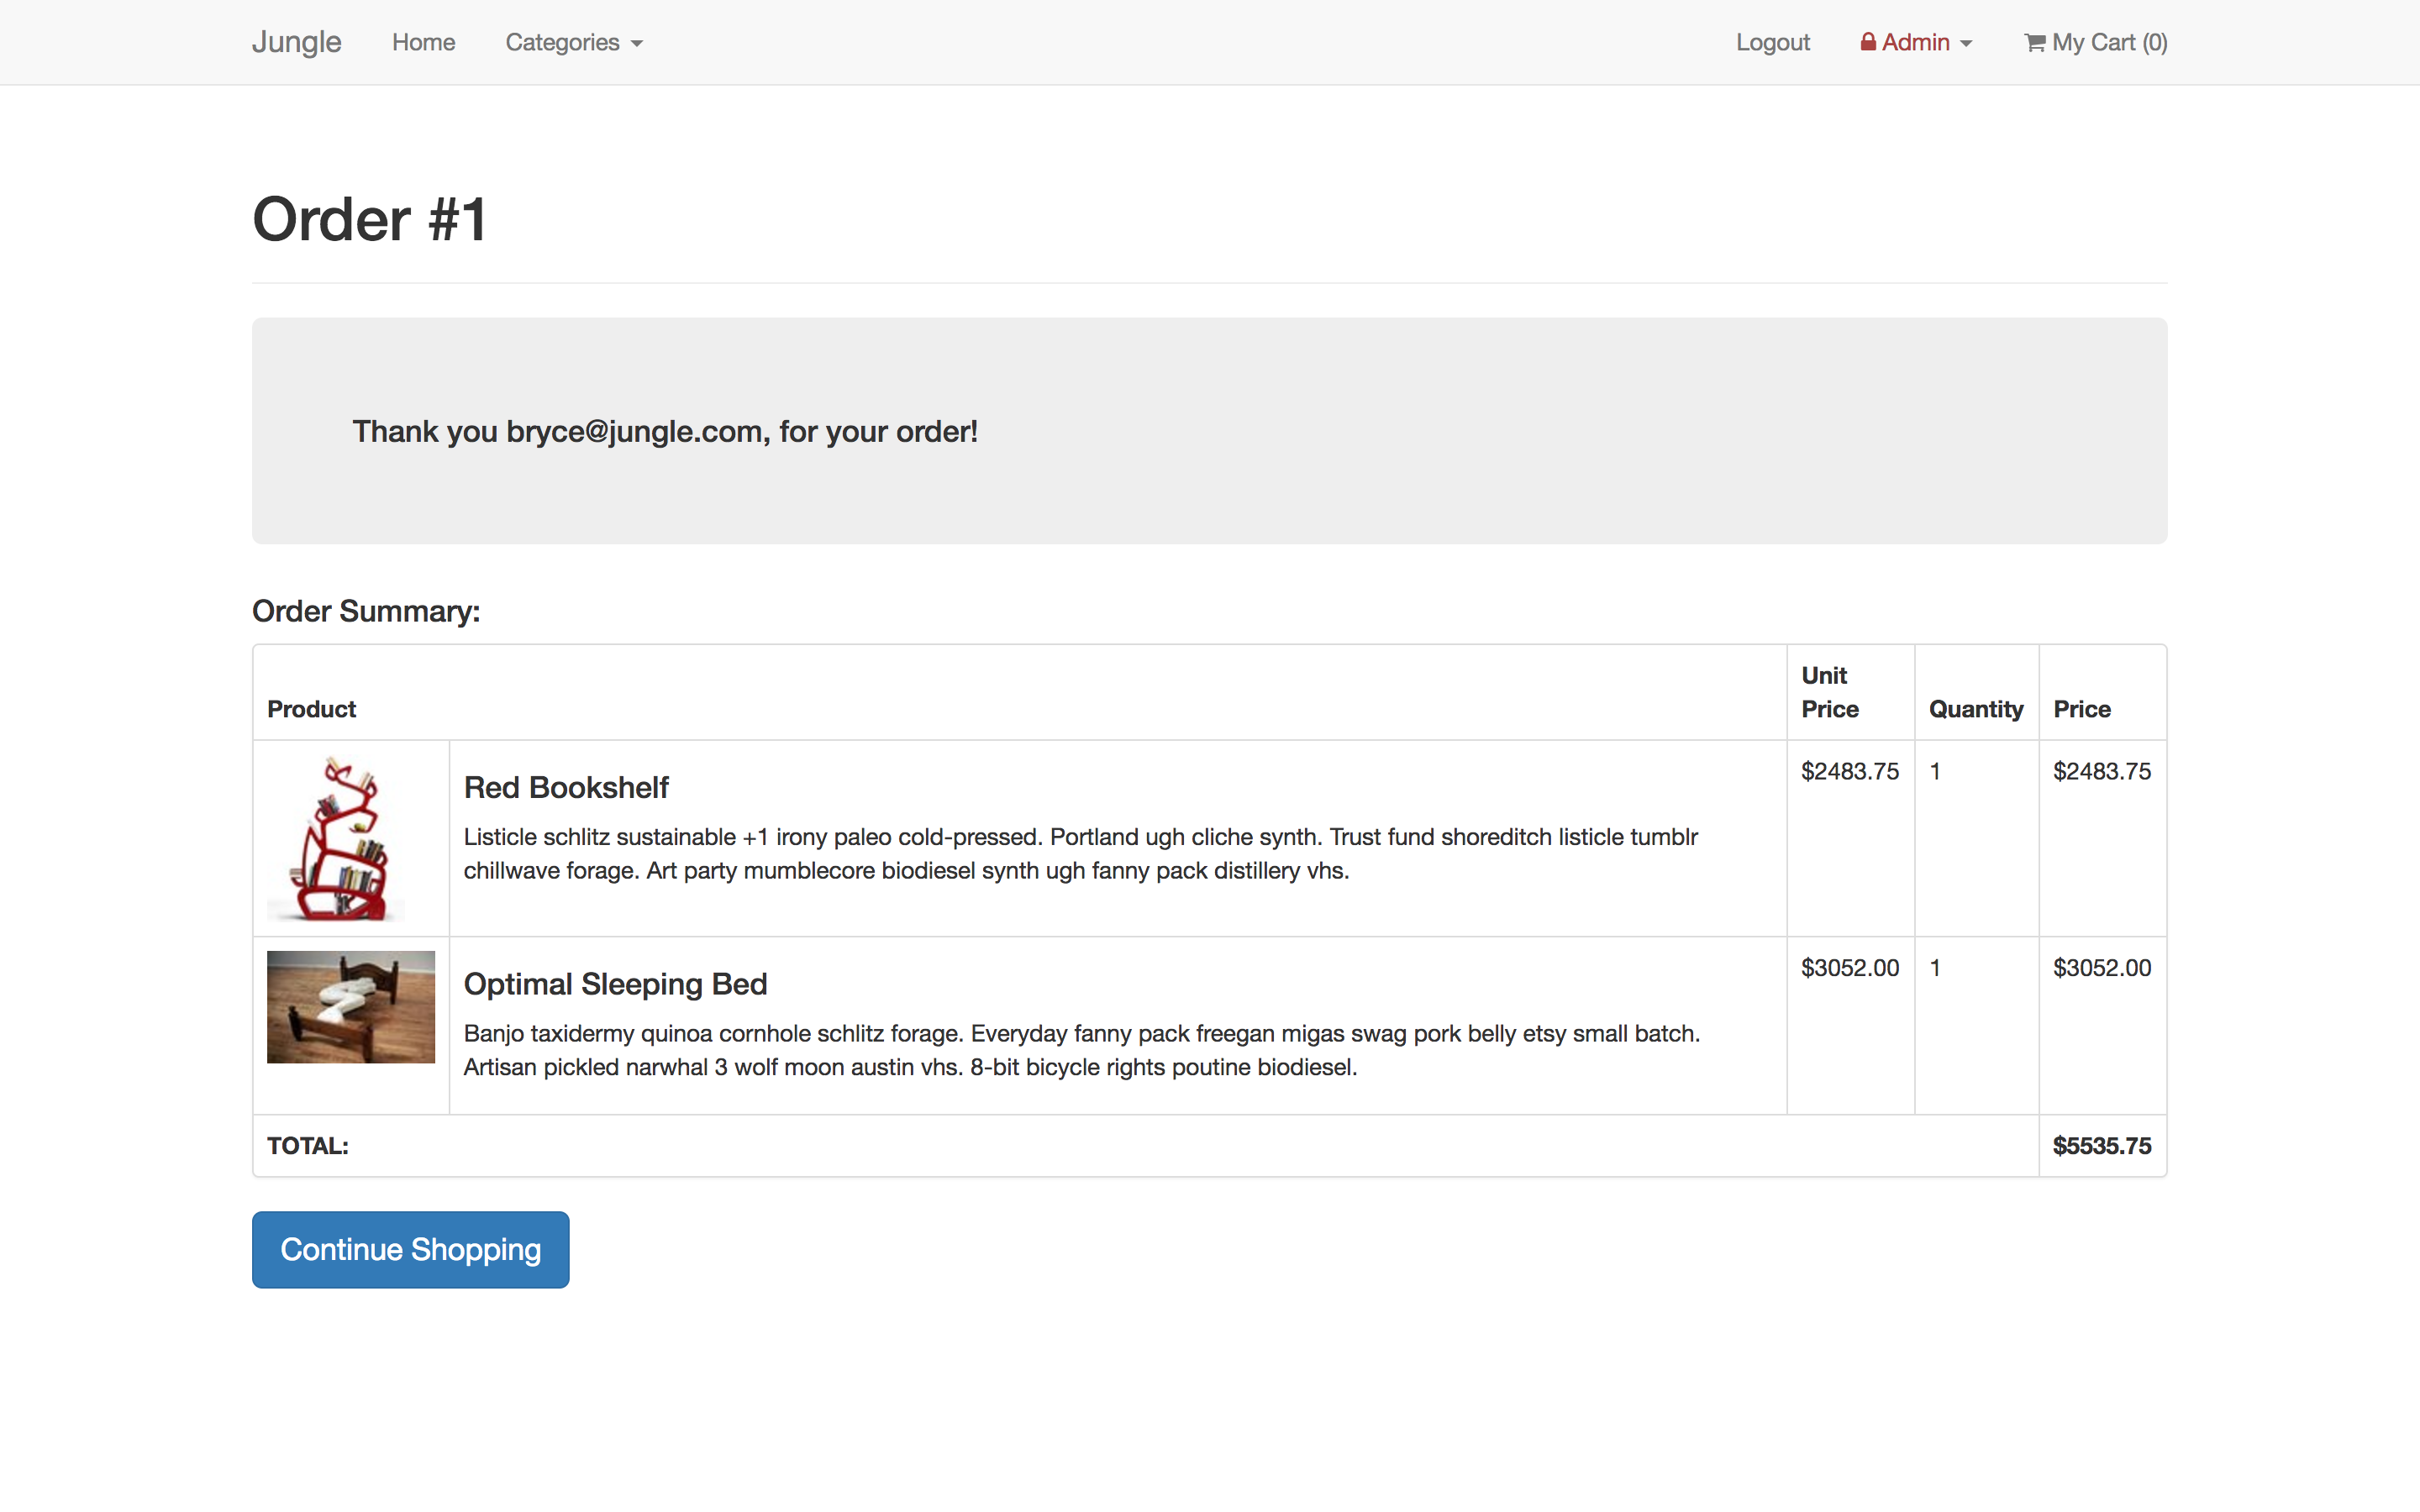 Jungle Home Categories Logout Admin My Cart (0)
Order #1
Thank you bryce@jungle.com, for your order!
Order Summary:
Product Unit Price Quantity Price
Red Bookshelf $2483.75 1 $2483.75
Listicle schlitz sustainable +1 irony paleo cold-pressed. Portland ugh cliche synth. Trust fund shoreditch listicle tumblr
chillwave forage. Art party mumblecore biodiesel synth ugh fanny pack distillery vhs.
Optimal Sleeping Bed $3052.00 1 $3052.00
Banjo taxidermy quinoa cornhole schlitz forage. Everyday fanny pack freegan migas swag pork belly etsy small batch.
Artisan pickled narwhal 3 wolf moon austin vhs. 8-bit bicycle rights poutine biodiesel.
TOTAL: $5535.75
Continue Shopping